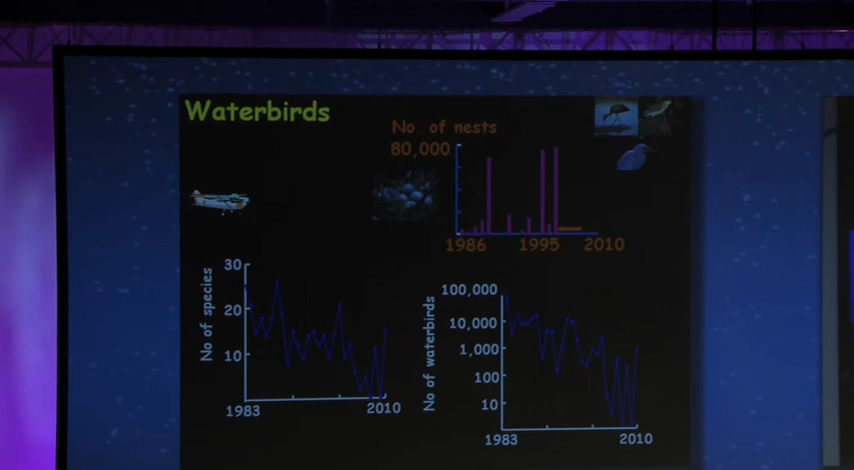 Waterbirds
No. of nests
80,000
1986 1995 2010
No of species
30
20
10
1983 2010
No of waterbirds
100,000
10,000
1,000
100
10
1983 2010